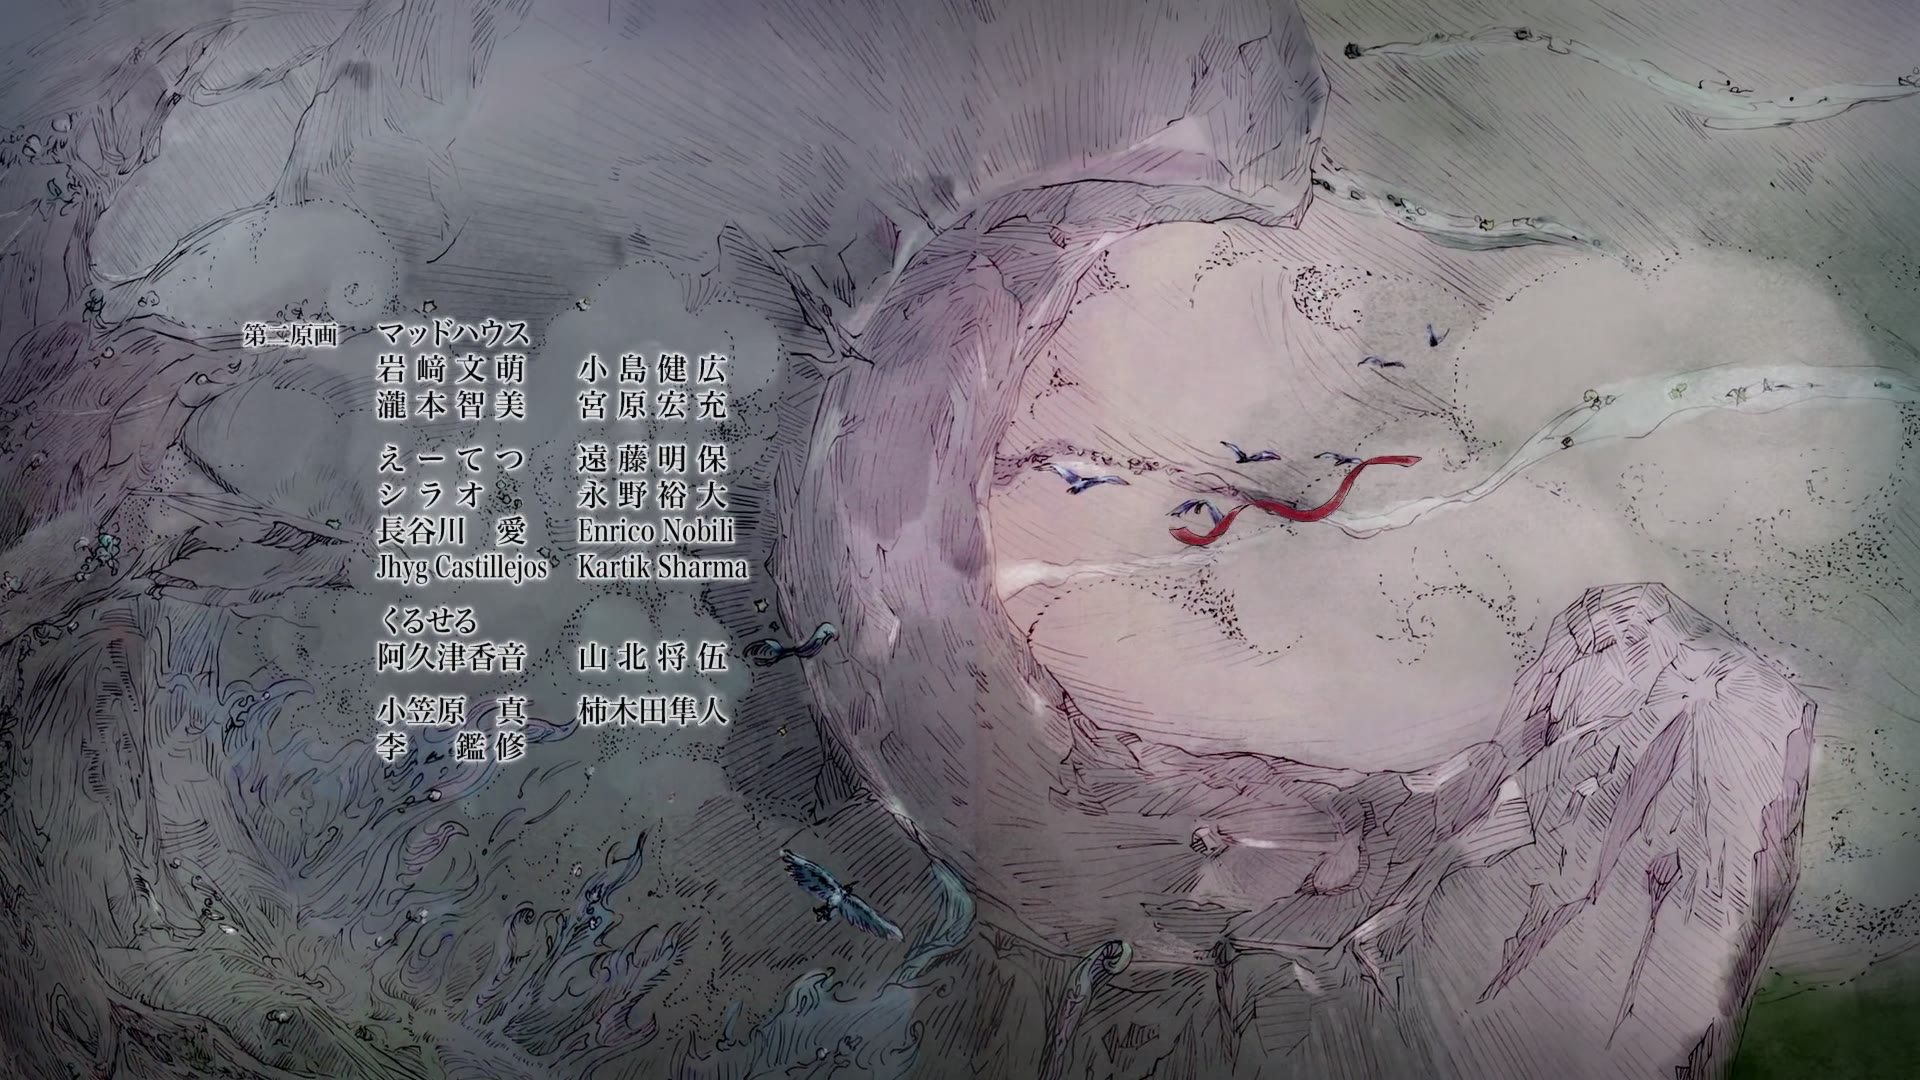 第二原画 マッドハウス
岩﨑文萌 小島健広
瀧本智美 宮原宏充
えーてつ 遠藤明保
シラオ 永野裕大
長谷川 愛 Enrico Nobili
Jhyg Castillejos Kartik Sharma
くるせる
阿久津香音 山北将伍
小笠原 真 柿木田隼人
李 鑑修